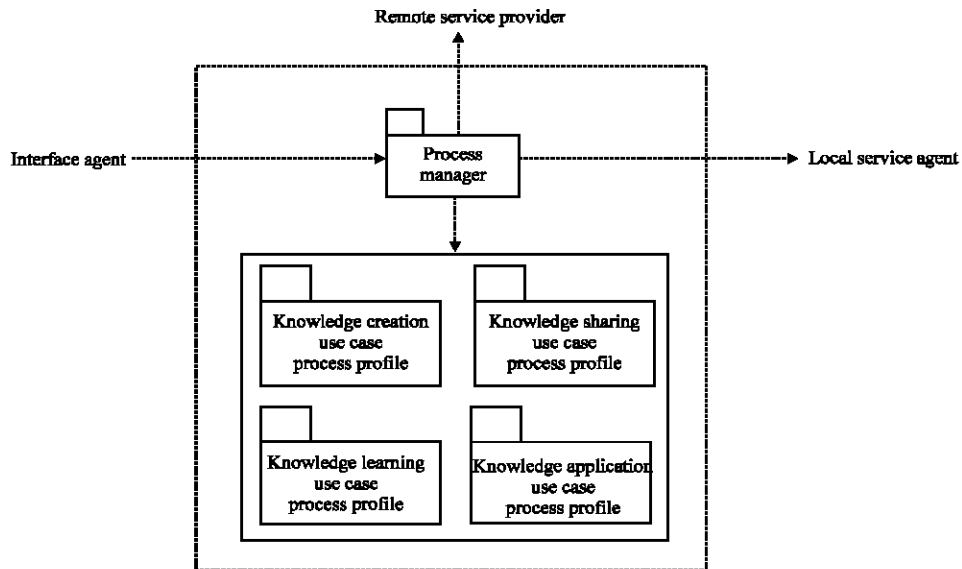 Remote service provider
Interface agent
Process
manager
Local service agent
Knowledge creation
use case
process profile
Knowledge sharing
use case
process profile
Knowledge learning
use case
process profile
Knowledge application
use case
process profile